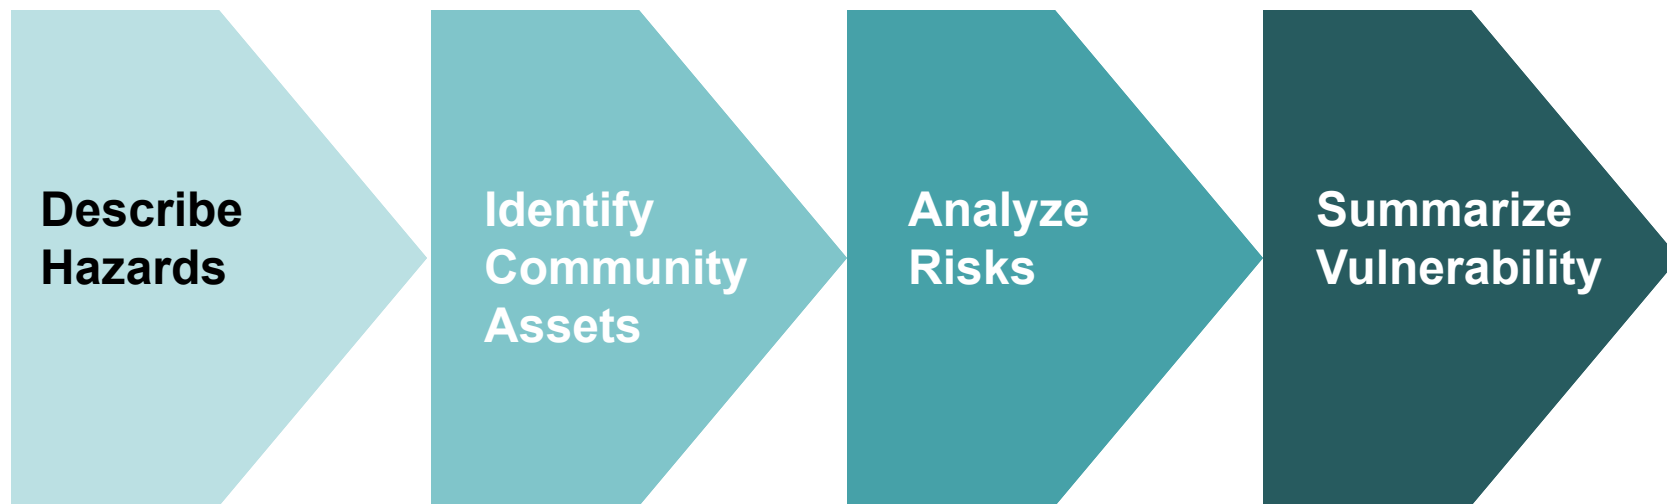 Describe
Hazards
Identify
Community
Assets
Analyze
Risks
Summarize
Vulnerability